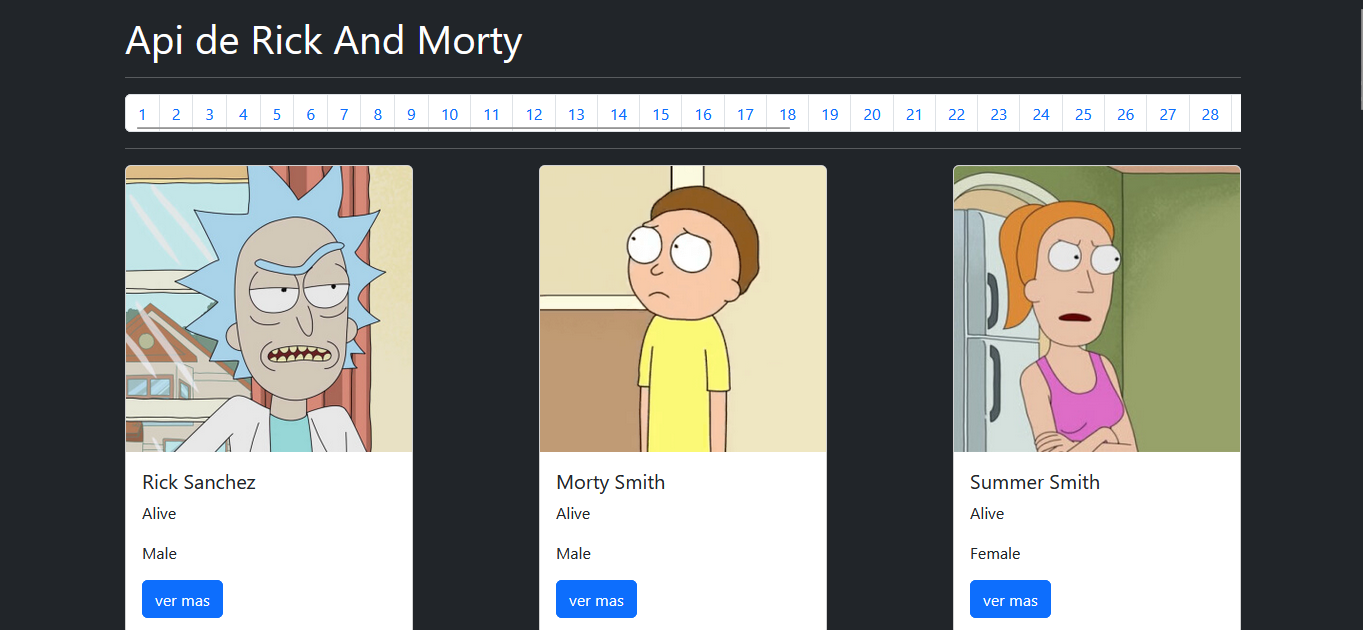 Api de Rick And Morty
1 2 3 4 5 6 7 8 9 10 11 12 13 14 15 16 17 18 19 20 21 22 23 24 25 26 27 28
Rick Sanchez
Alive
Male
ver mas
Morty Smith
Alive
Male
ver mas
Summer Smith
Alive
Female
ver mas